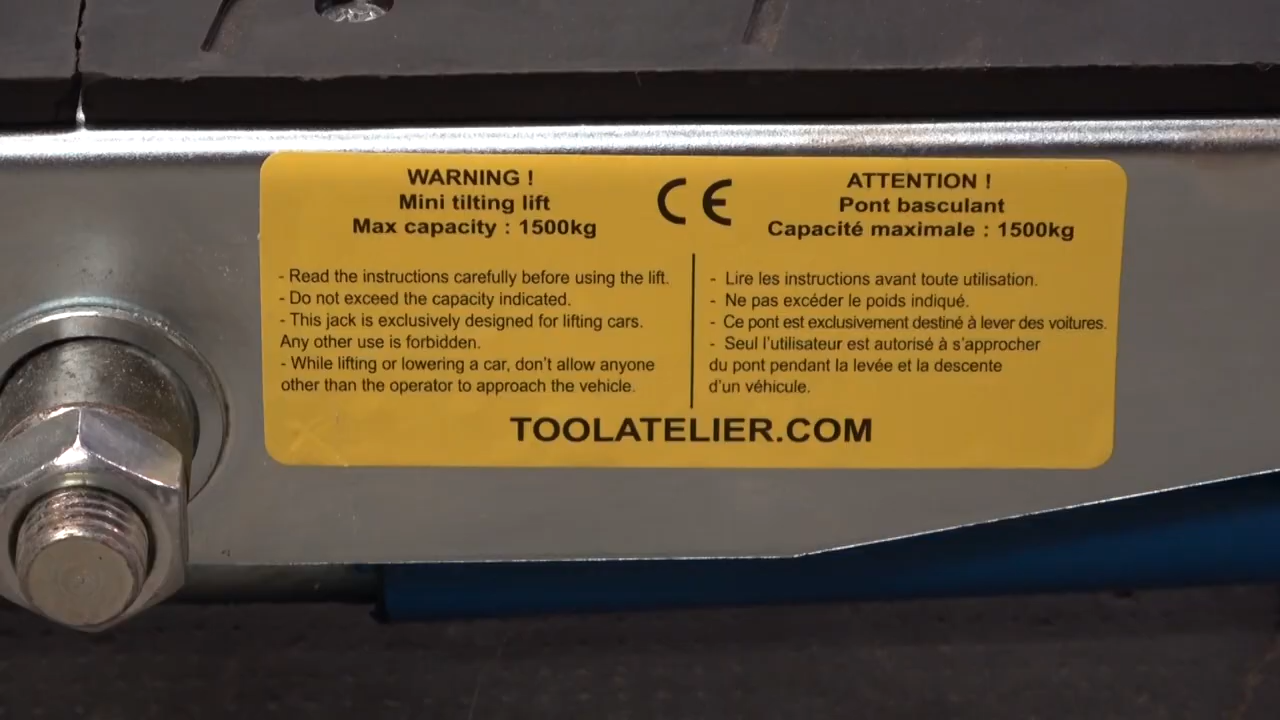 WARNING !
Mini tilting lift
Max capacity : 1500kg
- Read the instructions carefully before using the lift.
- Do not exceed the capacity indicated.
- This jack is exclusively designed for lifting cars.
Any other use is forbidden.
- While lifting or lowering a car, don't allow anyone
other than the operator to approach the vehicle.
CE
ATTENTION !
Pont basculant
Capacité maximale : 1500kg
- Lire les instructions avant toute utilisation.
- Ne pas excéder le poids indiqué.
- Ce pont est exclusivement destiné à lever des voitures.
- Seul l'utilisateur est autorisé à s'approcher
du pont pendant la levée et la descente
d'un véhicule.
TOOLATELIER.COM